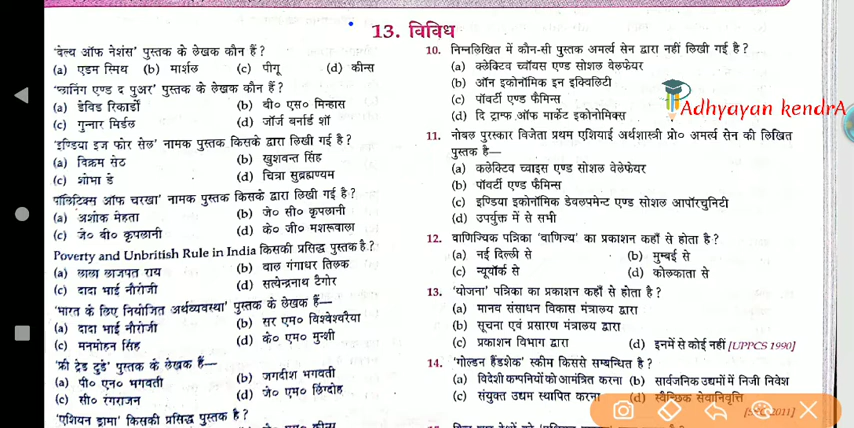 13. विविध
'वेल्थ ऑफ नेशंस' पुस्तक के लेखक कौन हैं ?
(a) एडम स्मिथ (b) मार्शल (c) पीगू (d) कीन्स
'प्लानिंग एण्ड द पुअर' पुस्तक के लेखक कौन हैं ?
(a) डेविड रिकार्डो (b) बी० एस० मिन्हास
(c) गुन्नार मिर्डल (d) जॉर्ज बर्नार्ड शॉ
'इण्डिया इज फोर सेल' नामक पुस्तक किसके द्वारा लिखी गई है ?
(a) विक्रम सेठ (b) खुशवन्त सिंह
(c) शोभा डे (d) चित्रा सुब्रह्मण्यम
पॉलिटिक्स ऑफ चरखा' नामक पुस्तक किसके द्वारा लिखी गई है ?
(a) अशोक मेहता (b) जे० सी० कृपलानी
(c) जे० बी० कृपलानी (d) के० जी० मशरूवाला
Poverty and Unbritish Rule in India किसकी प्रसिद्ध पुस्तक है ?
(a) लाला लाजपत राय (b) बाल गंगाधर तिलक
(c) दादा भाई नौरोजी (d) सत्येन्द्रनाथ टैगोर
'भारत के लिए नियोजित अर्थव्यवस्था' पुस्तक के लेखक हैं—
(a) दादा भाई नौरोजी (b) सर एम० विश्वेश्वरैया
(c) मनमोहन सिंह (d) के० एम० मुन्शी
'फ्री ट्रेड टुडे' पुस्तक के लेखक हैं—
(a) पी० एन० भगवती (b) जगदीश भगवती
(c) सी० रंगराजन (d) जे० एम० लिंग्दोह
'एशियन ड्रामा' किसकी प्रसिद्ध पुस्तक है ?
10. निम्नलिखित में कौन-सी पुस्तक अमर्त्य सेन द्वारा नहीं लिखी गई है ?
(a) क्लेक्टिव च्वॉयस एण्ड सोशल वेलफेयर
(b) ऑन इकोनॉमिक इन इक्विलिटी
(c) पॉवर्टी एण्ड फैमिन्स
(d) दि ट्राफ ऑफ मार्केट इकोनोमिक्स
Adhyayan kendrA
11. नोबल पुरस्कार विजेता प्रथम एशियाई अर्थशास्त्री प्रो० अमर्त्य सेन की लिखित
पुस्तक है—
(a) कलेक्टिव च्वाइस एण्ड सोशल वेलेफेयर
(b) पॉवर्टी एण्ड फैमिन्स
(c) इण्डिया इकोनॉमिक डेवलपमेन्ट एण्ड सोशल आपॉरचुनिटी
(d) उपर्युक्त में से सभी
12. वाणिज्यिक पत्रिका 'वाणिज्य' का प्रकाशन कहाँ से होता है ?
(a) नई दिल्ली से (b) मुम्बई से
(c) न्यूयॉर्क से (d) कोलकाता से
13. 'योजना' पत्रिका का प्रकाशन कहाँ से होता है ?
(a) मानव संसाधन विकास मंत्रालय द्वारा
(b) सूचना एवं प्रसारण मंत्रालय द्वारा
(c) प्रकाशन विभाग द्वारा (d) इनमें से कोई नहीं [UPPCS 1990]
14. 'गोल्डन हैंडशेक' स्कीम किससे सम्बन्धित है ?
(a) विदेशी कम्पनियों को आमंत्रित करना (b) सार्वजनिक उद्यमों में निजी निवेश
(c) संयुक्त उद्यम स्थापित करना (d) स्वैच्छिक सेवानिवृत्ति
[SSC 2011]